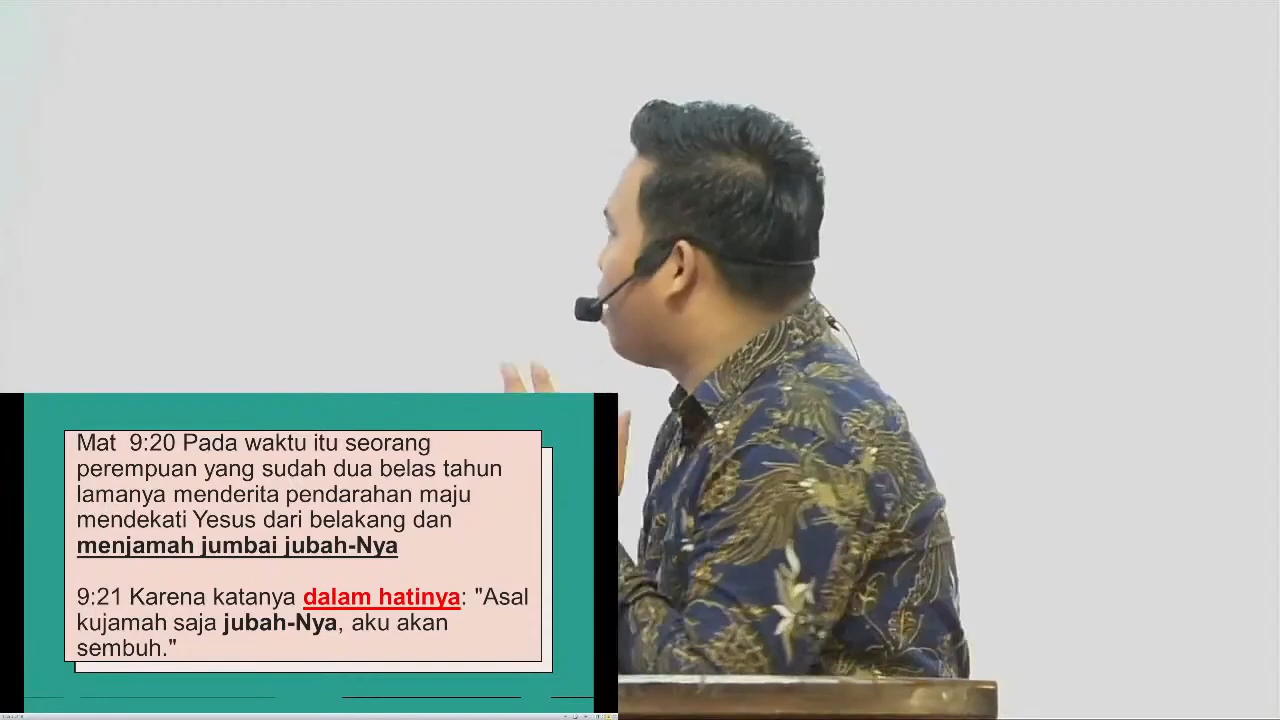 Mat  9:20 Pada waktu itu seorang
perempuan yang sudah dua belas tahun
lamanya menderita pendarahan maju
mendekati Yesus dari belakang dan
menjamah jumbai jubah-Nya
9:21 Karena katanya dalam hatinya: "Asal
kujamah saja jubah-Nya, aku akan
sembuh."